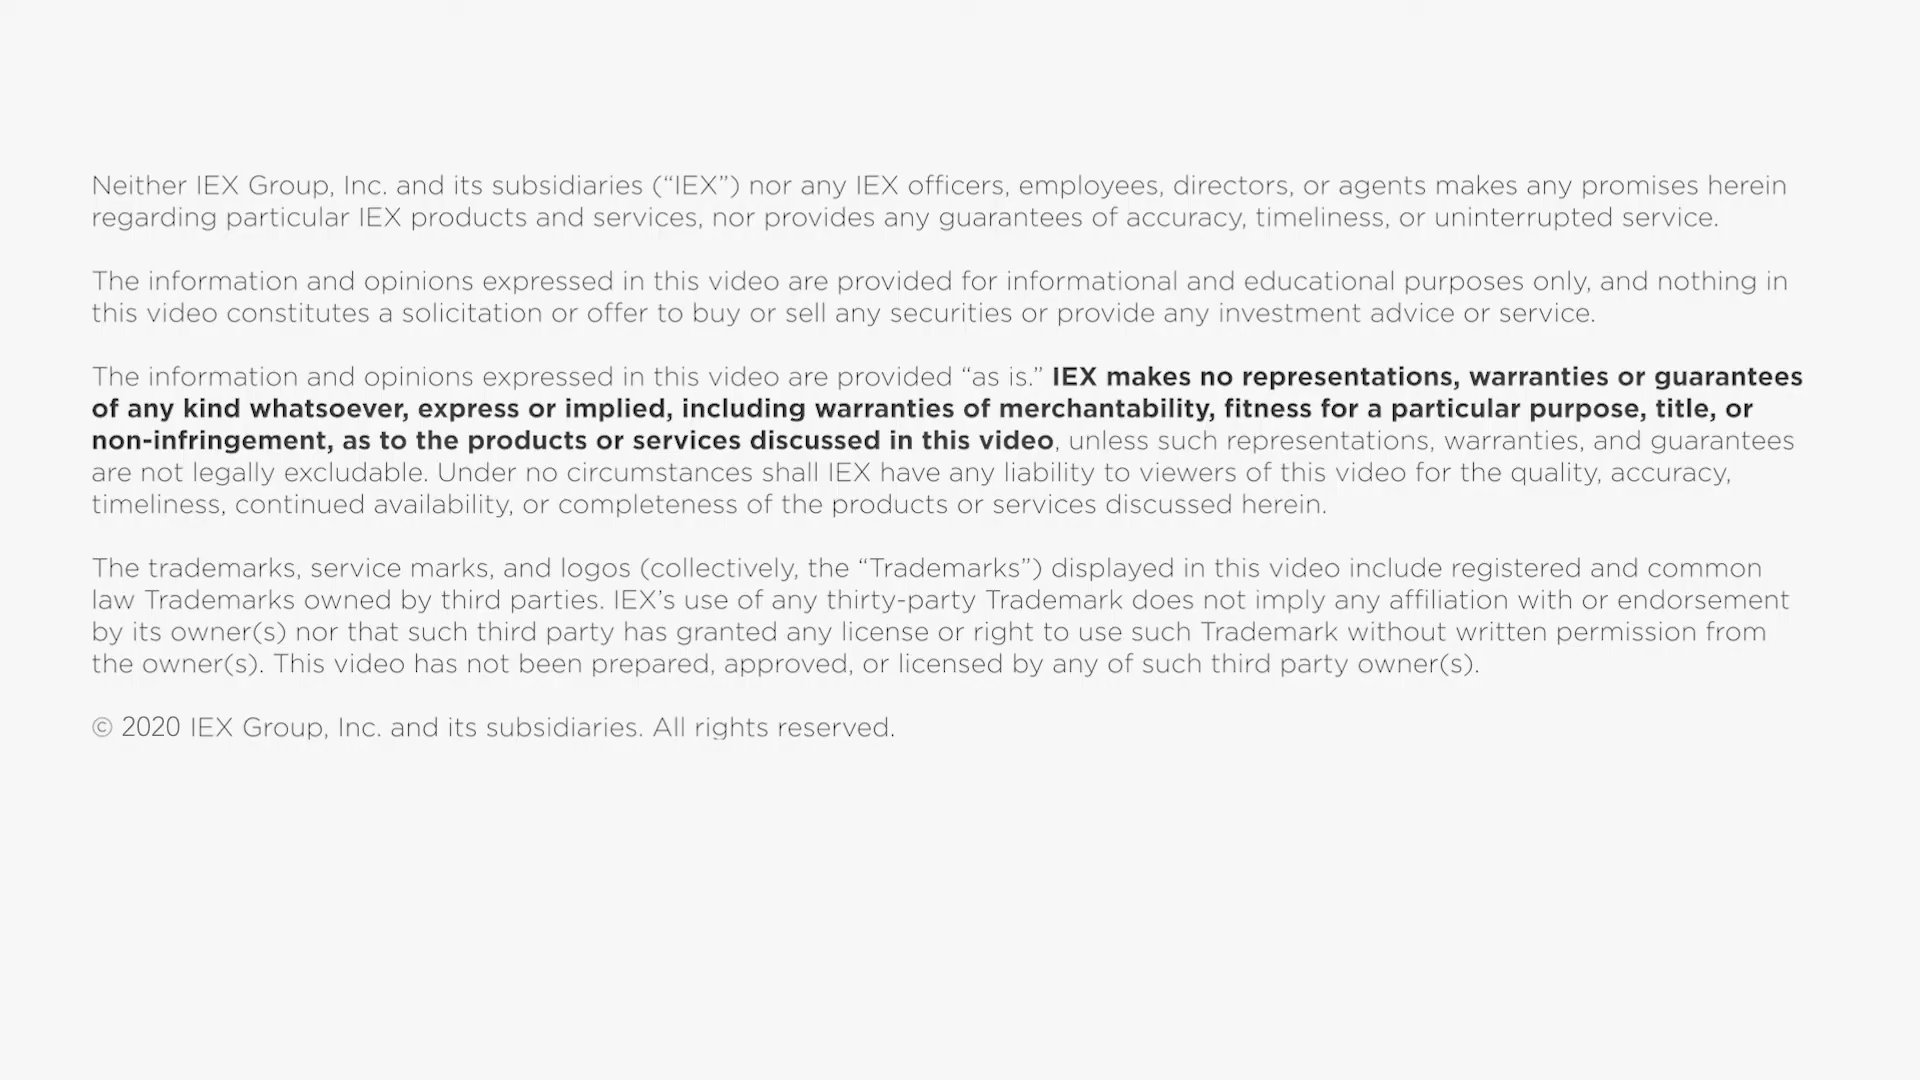 Neither IEX Group, Inc. and its subsidiaries (“IEX”) nor any IEX officers, employees, directors, or agents makes any promises herein
regarding particular IEX products and services, nor provides any guarantees of accuracy, timeliness, or uninterrupted service.
The information and opinions expressed in this video are provided for informational and educational purposes only, and nothing in
this video constitutes a solicitation or offer to buy or sell any securities or provide any investment advice or service.
The information and opinions expressed in this video are provided “as is.” IEX makes no representations, warranties or guarantees
of any kind whatsoever, express or implied, including warranties of merchantability, fitness for a particular purpose, title, or
non-infringement, as to the products or services discussed in this video, unless such representations, warranties, and guarantees
are not legally excludable. Under no circumstances shall IEX have any liability to viewers of this video for the quality, accuracy,
timeliness, continued availability, or completeness of the products or services discussed herein.
The trademarks, service marks, and logos (collectively, the “Trademarks”) displayed in this video include registered and common
law Trademarks owned by third parties. IEX’s use of any thirty-party Trademark does not imply any affiliation with or endorsement
by its owner(s) nor that such third party has granted any license or right to use such Trademark without written permission from
the owner(s). This video has not been prepared, approved, or licensed by any of such third party owner(s).
© 2020 IEX Group, Inc. and its subsidiaries. All rights reserved.